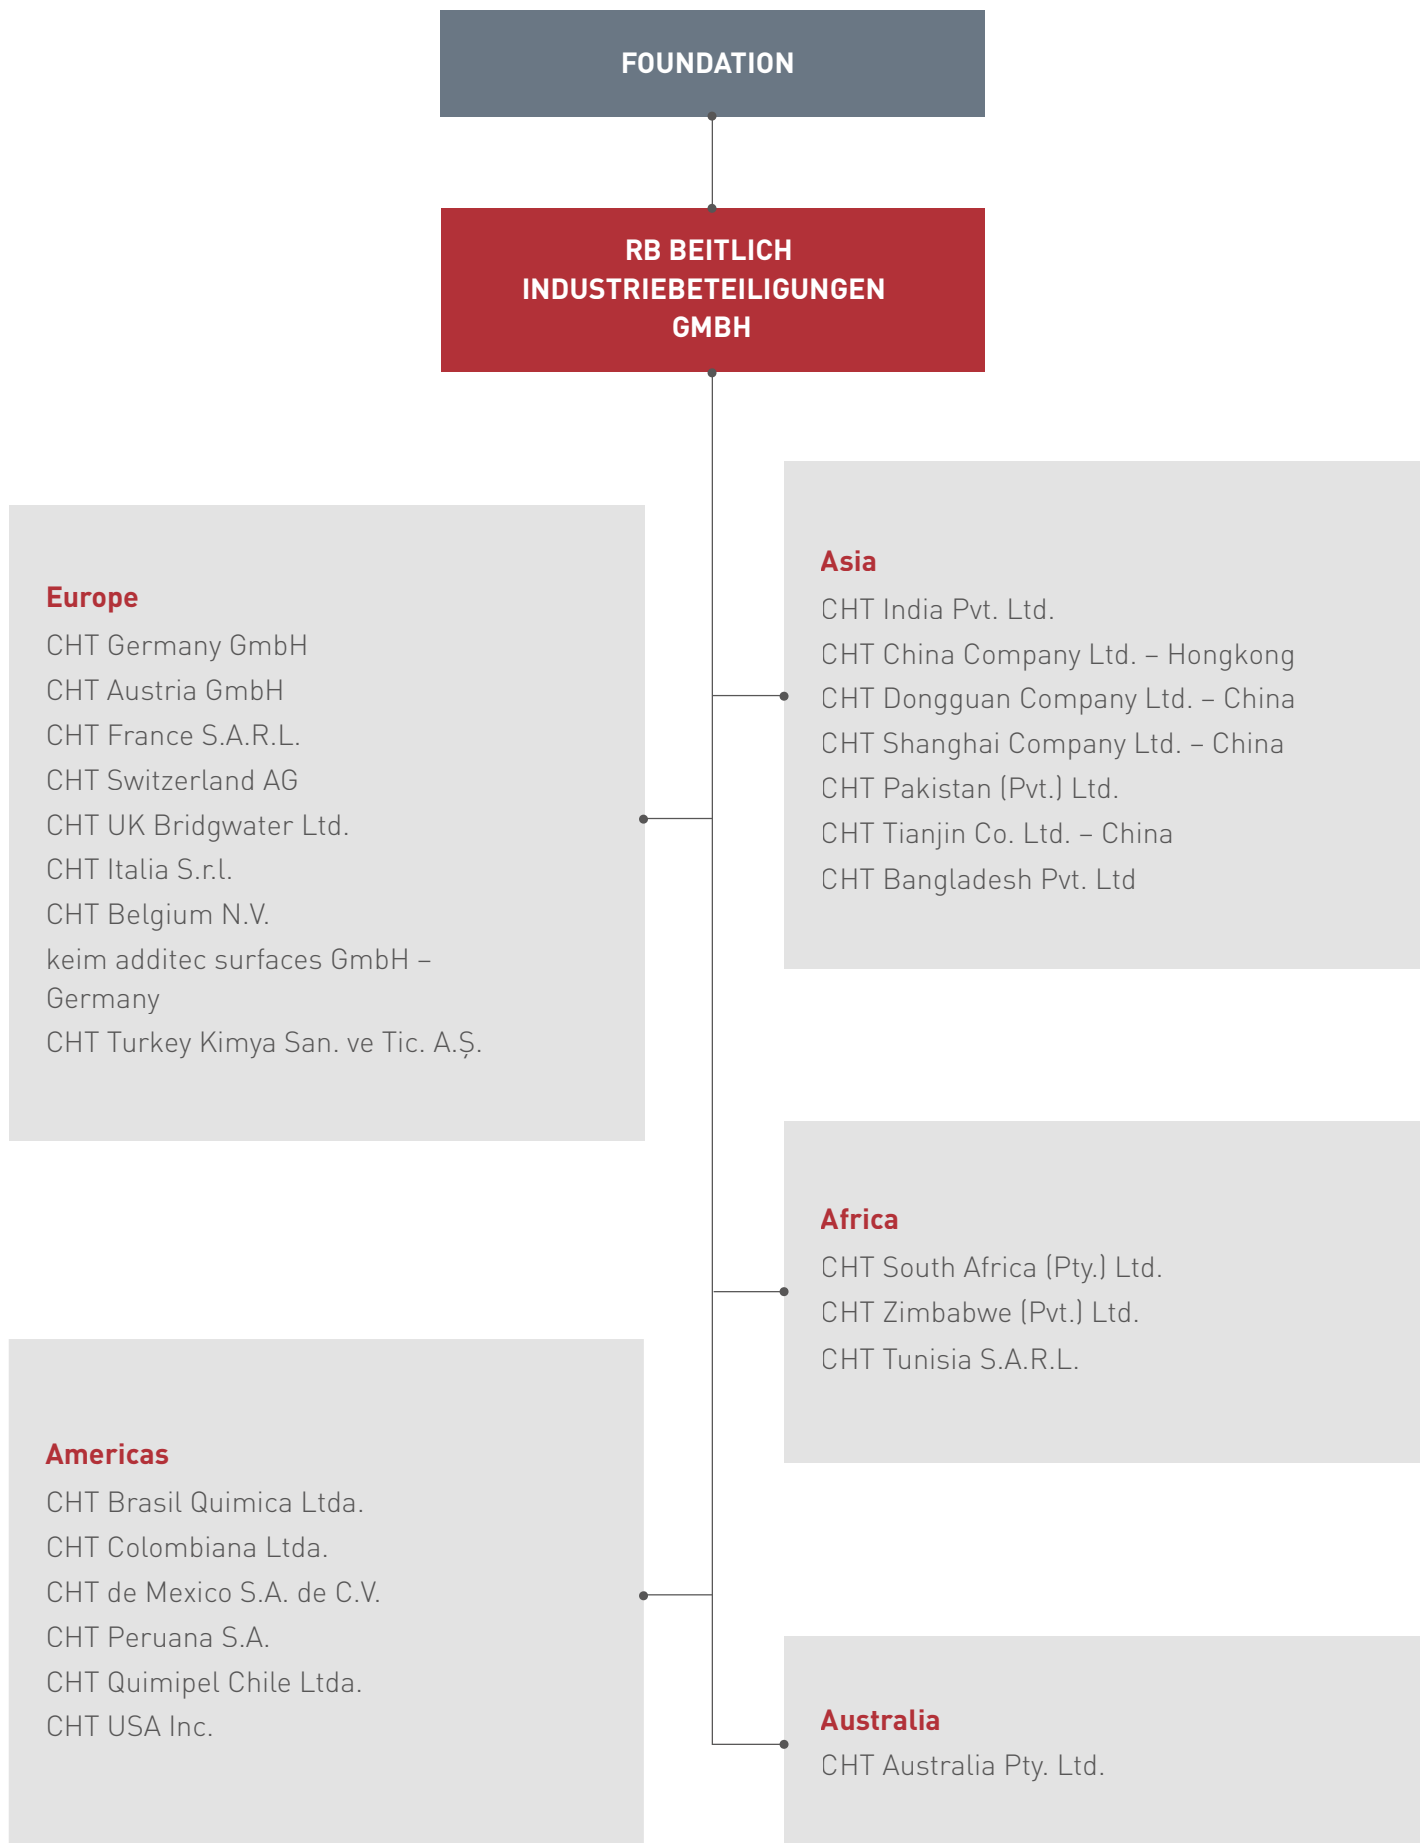 FOUNDATION
RB BEITLICH
INDUSTRIEBETEILIGUNGEN
GMBH
Europe
CHT Germany GmbH
CHT Austria GmbH
CHT France S.A.R.L.
CHT Switzerland AG
CHT UK Bridgwater Ltd.
CHT Italia S.r.l.
CHT Belgium N.V.
keim additec surfaces GmbH –
Germany
CHT Turkey Kimya San. ve Tic. A.Ş.
Asia
CHT India Pvt. Ltd.
CHT China Company Ltd. – Hongkong
CHT Dongguan Company Ltd. – China
CHT Shanghai Company Ltd. – China
CHT Pakistan (Pvt.) Ltd.
CHT Tianjin Co. Ltd. – China
CHT Bangladesh Pvt. Ltd
Africa
CHT South Africa (Pty.) Ltd.
CHT Zimbabwe (Pvt.) Ltd.
CHT Tunisia S.A.R.L.
Americas
CHT Brasil Quimica Ltda.
CHT Colombiana Ltda.
CHT de Mexico S.A. de C.V.
CHT Peruana S.A.
CHT Quimipel Chile Ltda.
CHT USA Inc.
Australia
CHT Australia Pty. Ltd.